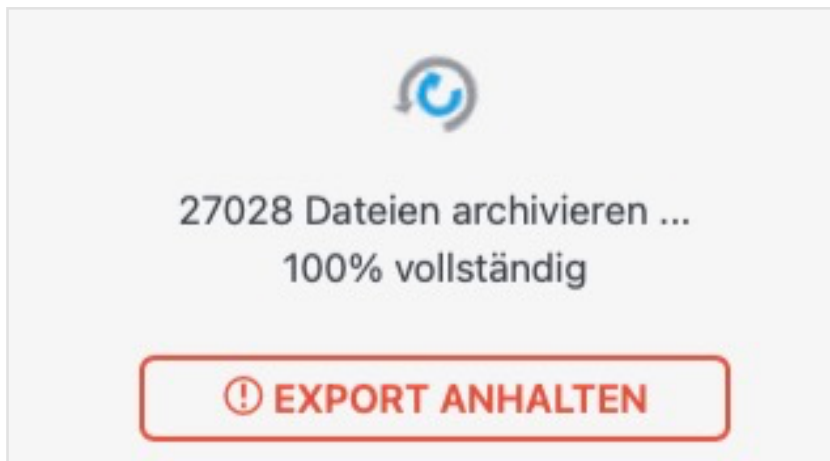 27028 Dateien archivieren ...
100% vollständig
EXPORT ANHALTEN